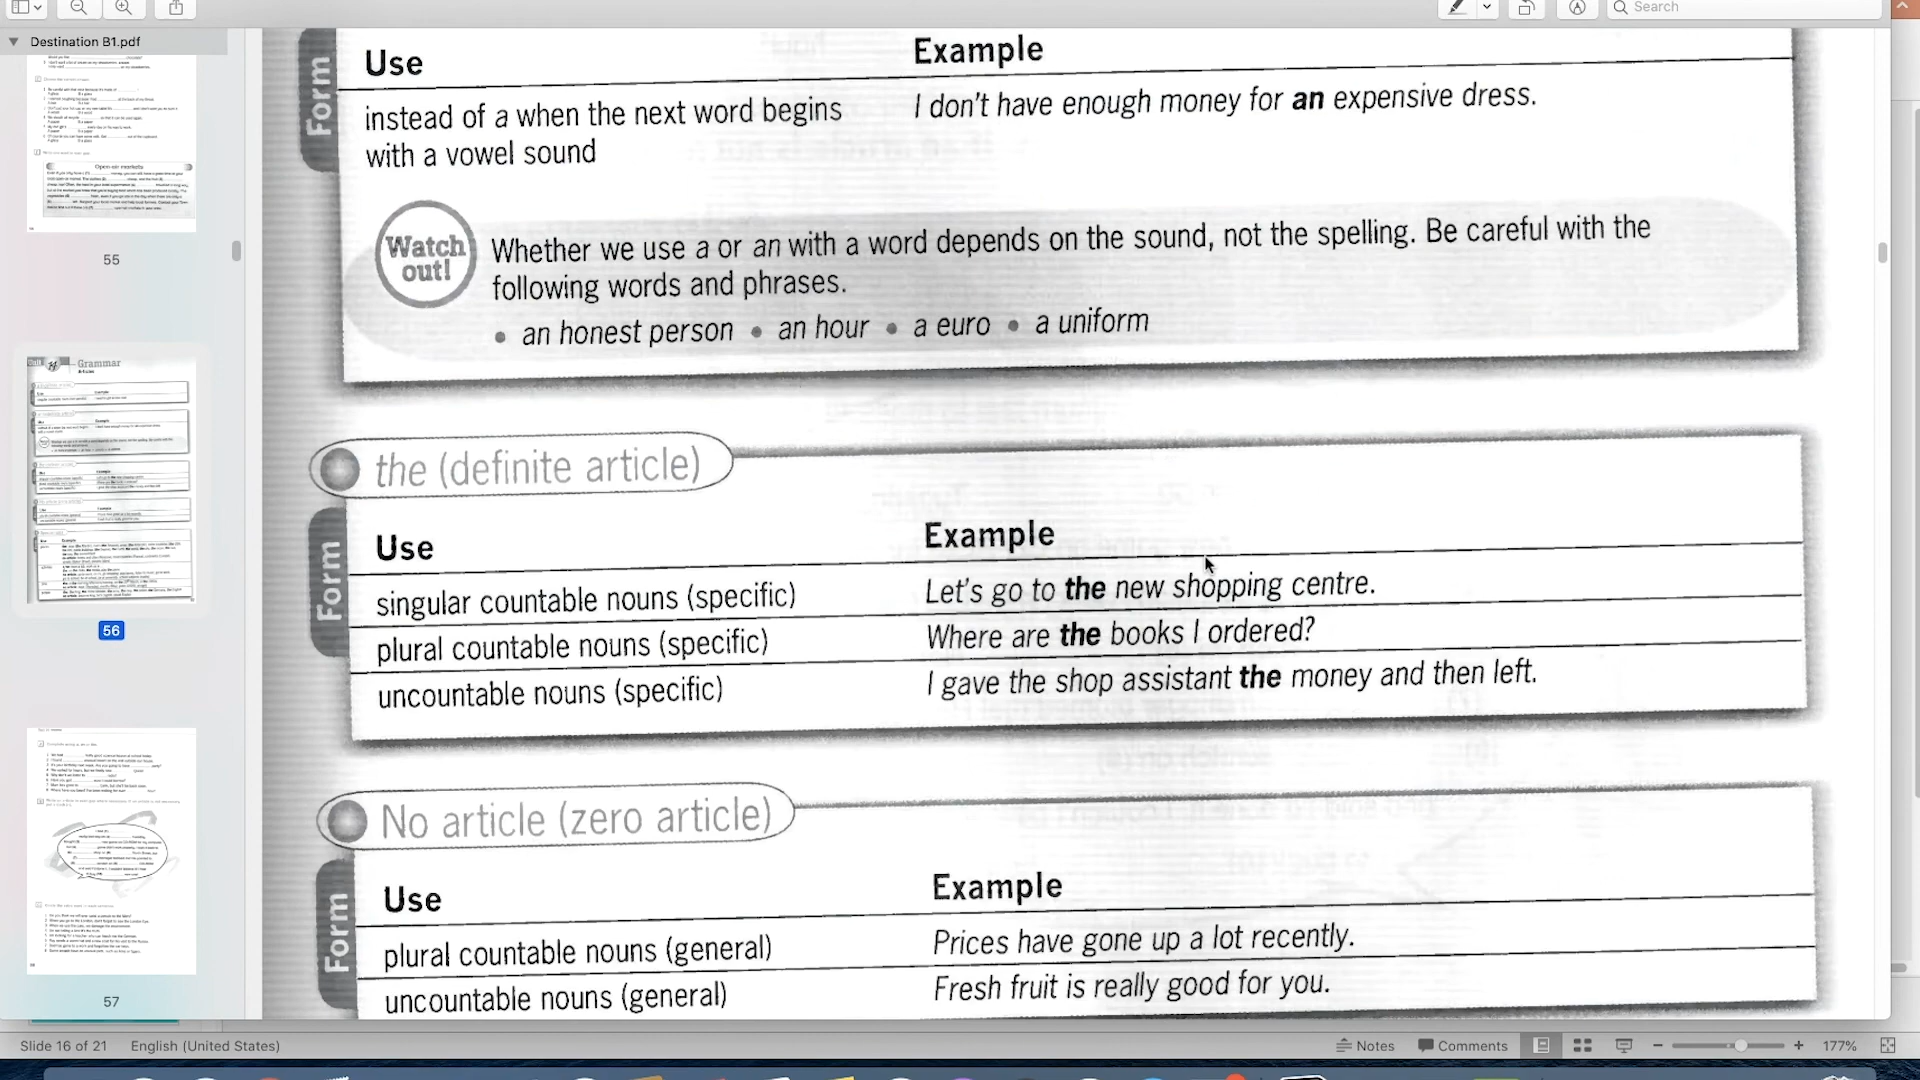 Search
Destination B1.pdf
Open-air markets
55
Grammar
56
57
Form
Use
Example
instead of a when the next word begins
with a vowel sound
I don't have enough money for an expensive dress.
Watch
out!
Whether we use a or an with a word depends on the sound, not the spelling. Be careful with the
following words and phrases.
• an honest person • an hour • a euro • a uniform
the (definite article)
Form
Use
Example
singular countable nouns (specific)
Let's go to the new shopping centre.
plural countable nouns (specific)
Where are the books I ordered?
uncountable nouns (specific)
I gave the shop assistant the money and then left.
No article (zero article)
Form
Use
Example
plural countable nouns (general)
Prices have gone up a lot recently.
uncountable nouns (general)
Fresh fruit is really good for you.
Slide 16 of 21
English (United States)
Notes
Comments
177%